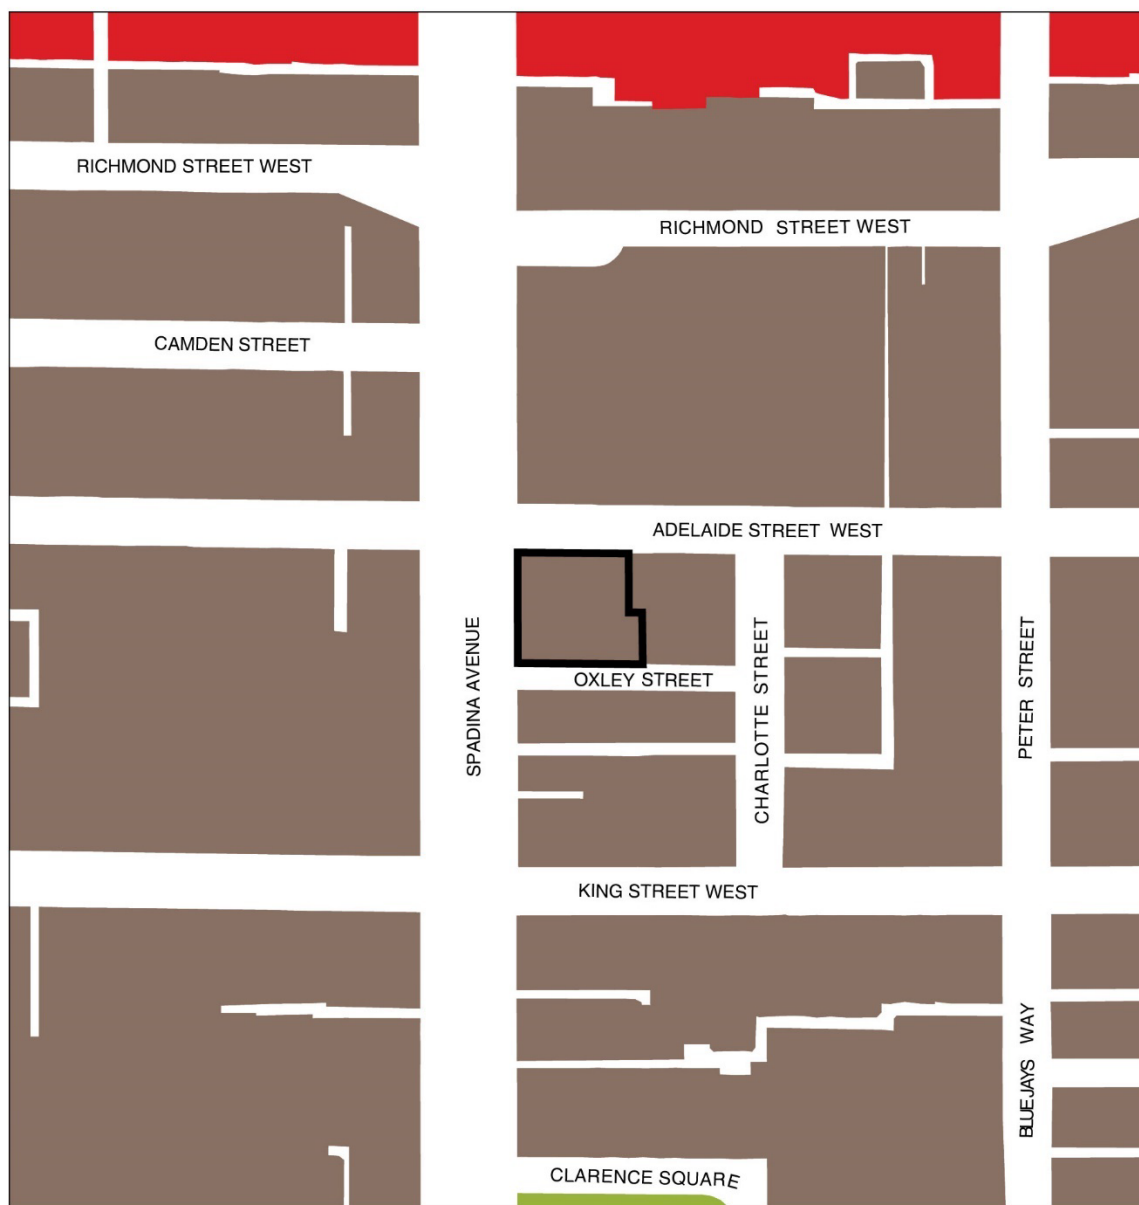 RICHMOND STREET WEST
RICHMOND STREET WEST
CAMDEN STREET
ADELAIDE STREET WEST
SPADINA AVENUE
OXLEY STREET
CHARLOTTE STREET
PETER STREET
KING STREET WEST
BLUEJAYS WAY
CLARENCE SQUARE